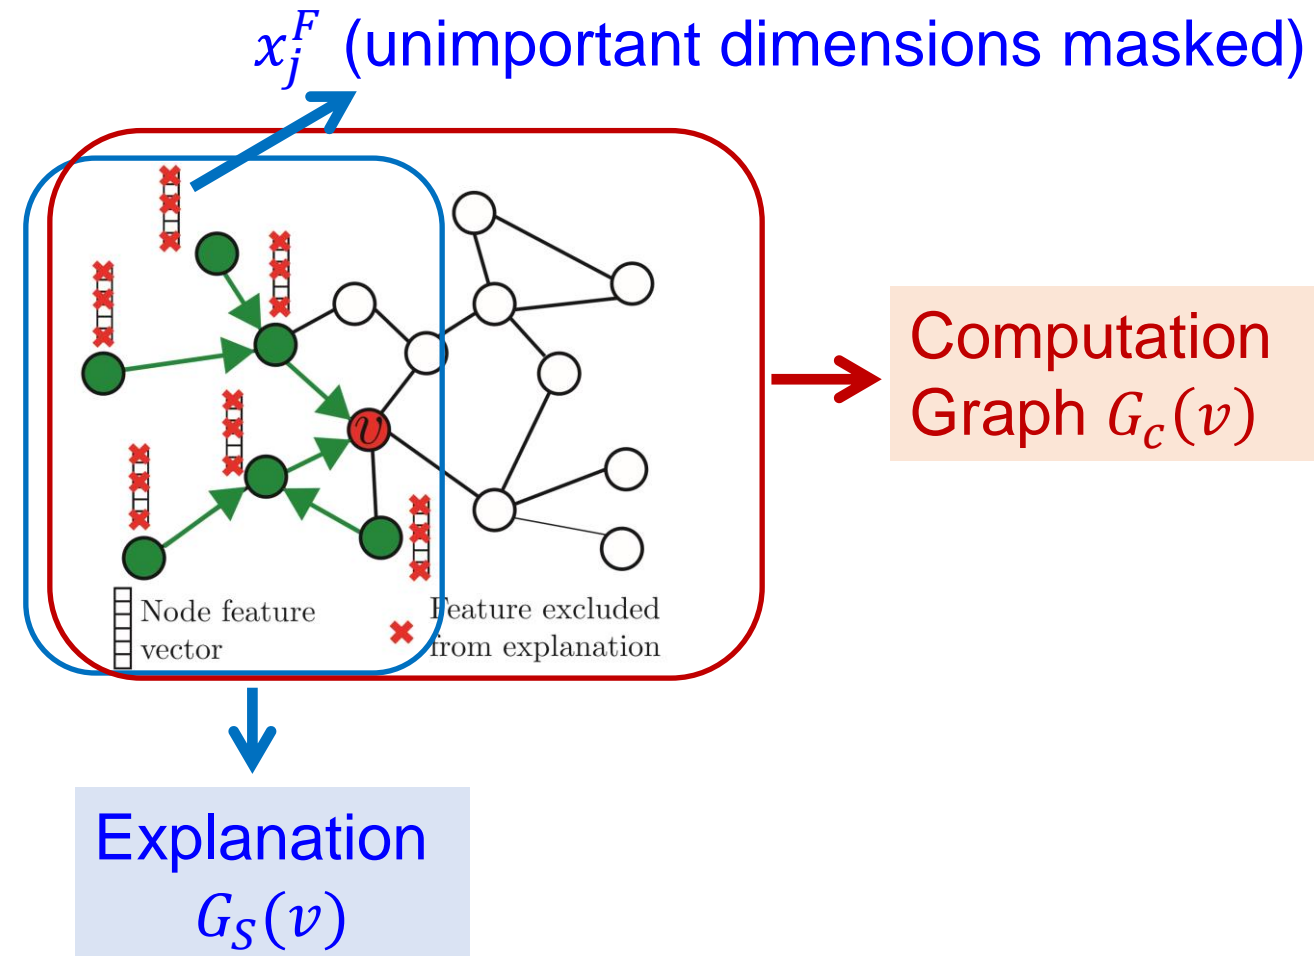 $x_j^F$ (unimportant dimensions masked)
v
Computation
Graph $G_c(v)$
Node feature
vector
Feature excluded
from explanation
Explanation
$G_S(v)$